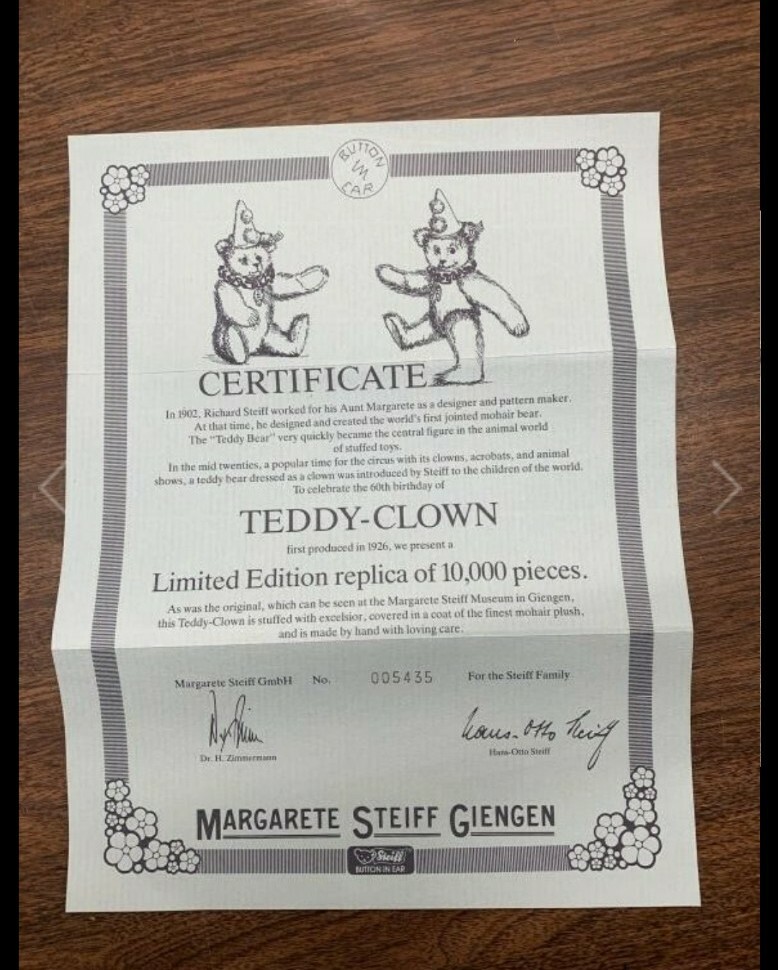 BUTTON
IN
EAR
CERTIFICATE
In 1902, Richard Steiff worked for his Aunt Margarete as a designer and pattern maker.
At that time, he designed and created the world's first jointed mohair bear.
The "Teddy Bear" very quickly became the central figure in the animal world
of stuffed toys.
In the mid twenties, a popular time for the circus with its clowns, acrobats, and animal
shows, a teddy bear dressed as a clown was introduced by Steiff to the children of the world.
To celebrate the 60th birthday of
TEDDY-CLOWN
first produced in 1926, we present a
Limited Edition replica of 10,000 pieces.
As was the original, which can be seen at the Margarete Steiff Museum in Giengen,
this Teddy-Clown is stuffed with excelsior, covered in a coat of the finest mohair plush,
and is made by hand with loving care.
Margarete Steiff GmbH No. 005435 For the Steiff Family
Hans-Otto Steiff
Dr. H. Zimmermann Hans-Otto Steiff
MARGARETE STEIFF GIENGEN
Steiff
BUTTON IN EAR